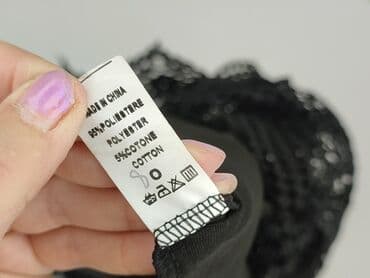 MADE IN CHINA
95%POLIESTERE
POLYESTER
5%COTONE
COTTON